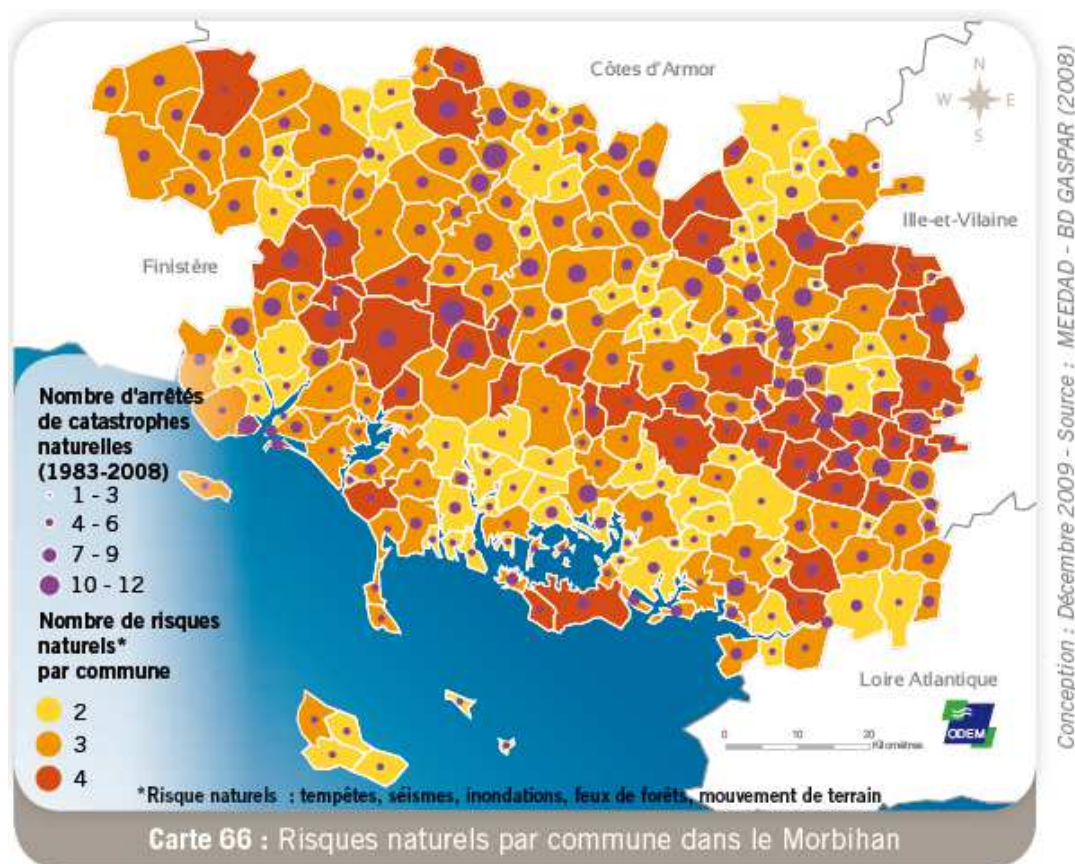 Côtes d'Armor
N
W E
S
Ille-et-Vilaine
Finistère
Nombre d'arrêtés
de catastrophes
naturelles
(1983-2008)
1 - 3
4 - 6
7 - 9
10 - 12
Nombre de risques
naturels*
par commune
2
3
4
Loire Atlantique
ODEM
0 10 20
Kilomètres
*Risque naturels : tempêtes, séismes, inondations, feux de forêts, mouvement de terrain
Carte 66 : Risques naturels par commune dans le Morbihan
Conception : Décembre 2009 - Source : MEEDAD - BD GASPAR (2008)